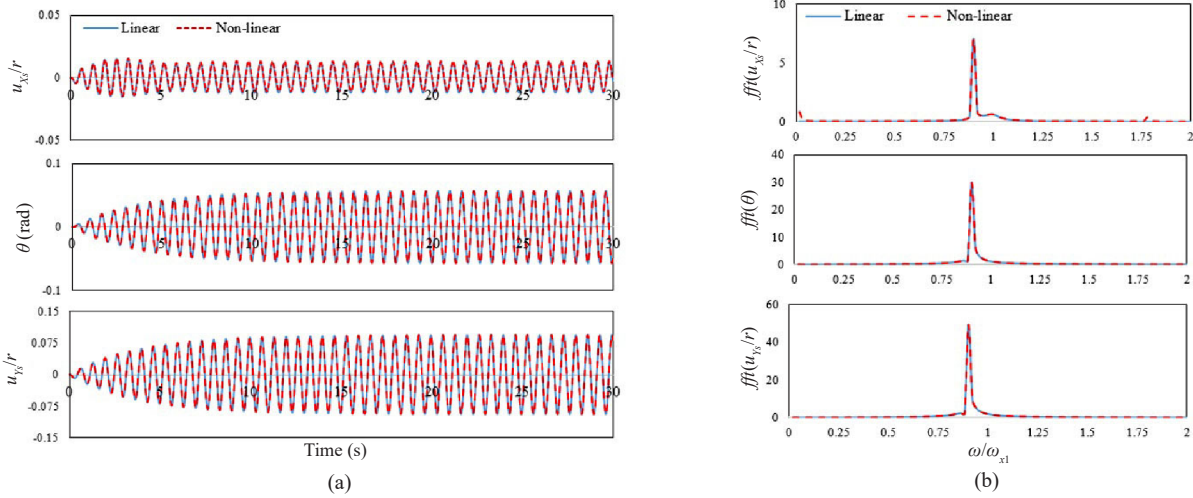 Linear Non-linear
u_Xs/r
0.05
0
-0.05
0 5 10 15 20 25 30
θ (rad)
0.1
0
-0.1
0 5 10 15 20 25 30
u_Ys/r
0.15
0.075
0
-0.075
-0.15
0 5 10 15 20 25 30
Time (s)
(a)
Linear Non-linear
fft(u_Xs/r)
10
5
0
0 0.25 0.5 0.75 1 1.25 1.5 1.75 2
fft(θ)
40
30
20
10
0
0 0.25 0.5 0.75 1 1.25 1.5 1.75 2
fft(u_Ys/r)
60
40
20
0
0 0.25 0.5 0.75 1 1.25 1.5 1.75 2
ω/ω_x1
(b)